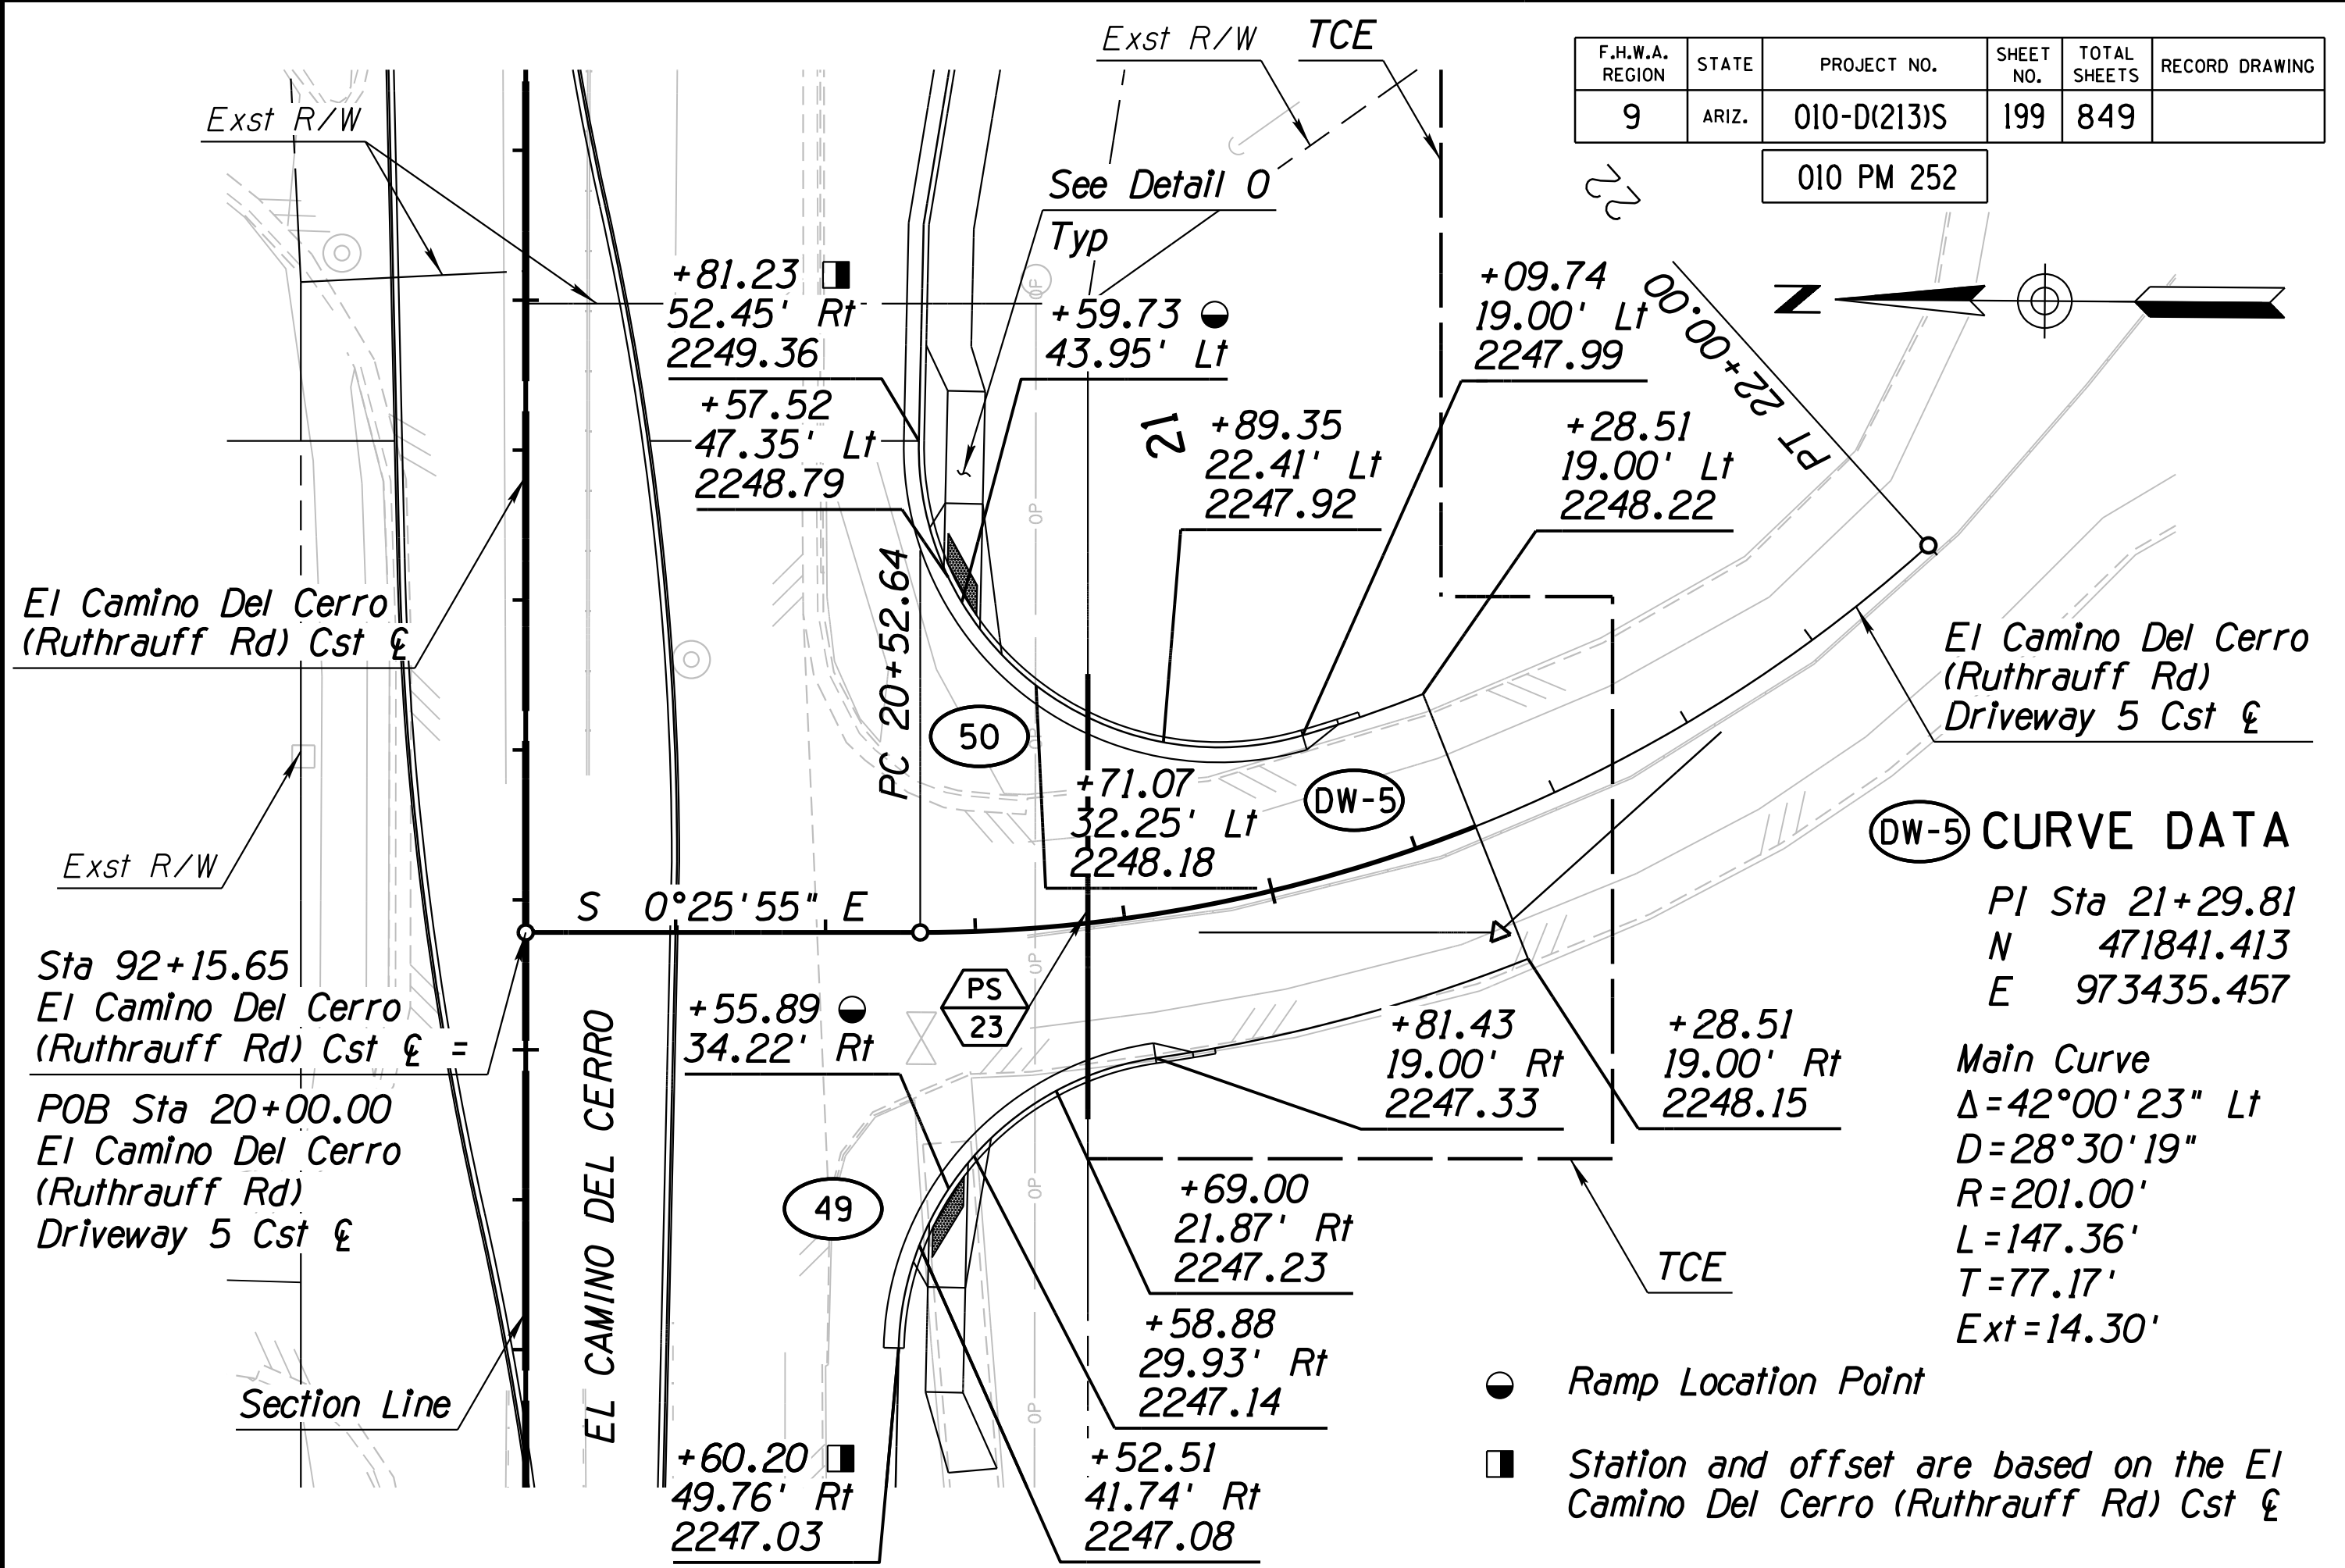 Exst R/W
TCE
F.H.W.A. REGION
STATE
PROJECT NO.
SHEET NO.
TOTAL SHEETS
RECORD DRAWING
9
ARIZ.
010-D(213)S
199
849
010 PM 252
Exst R/W
See Detail O
Typ
22
N
+81.23
52.45' Rt
2249.36
+59.73
43.95' Lt
+09.74
19.00' Lt
2247.99
PT 22+00.00
+57.52
47.35' Lt
2248.79
21
+89.35
22.41' Lt
2247.92
+28.51
19.00' Lt
2248.22
OP
OP
OP
OP
OP
OP
El Camino Del Cerro
(Ruthrauff Rd) Cst ℄
PC 20+52.64
50
El Camino Del Cerro
(Ruthrauff Rd)
Driveway 5 Cst ℄
+71.07
32.25' Lt
2248.18
DW-5
DW-5 CURVE DATA
PI Sta 21+29.81
N 471841.413
E 973435.457
Main Curve
Δ=42°00'23" Lt
D=28°30'19"
R=201.00'
L=147.36'
T=77.17'
Ext=14.30'
Exst R/W
S 0°25'55" E
Sta 92+15.65
El Camino Del Cerro
(Ruthrauff Rd) Cst ℄ =
POB Sta 20+00.00
El Camino Del Cerro
(Ruthrauff Rd)
Driveway 5 Cst ℄
EL CAMINO DEL CERRO
+55.89
34.22' Rt
PS
23
+81.43
19.00' Rt
2247.33
+28.51
19.00' Rt
2248.15
49
+69.00
21.87' Rt
2247.23
TCE
+58.88
29.93' Rt
2247.14
Section Line
+60.20
49.76' Rt
2247.03
+52.51
41.74' Rt
2247.08
Ramp Location Point
Station and offset are based on the El
Camino Del Cerro (Ruthrauff Rd) Cst ℄